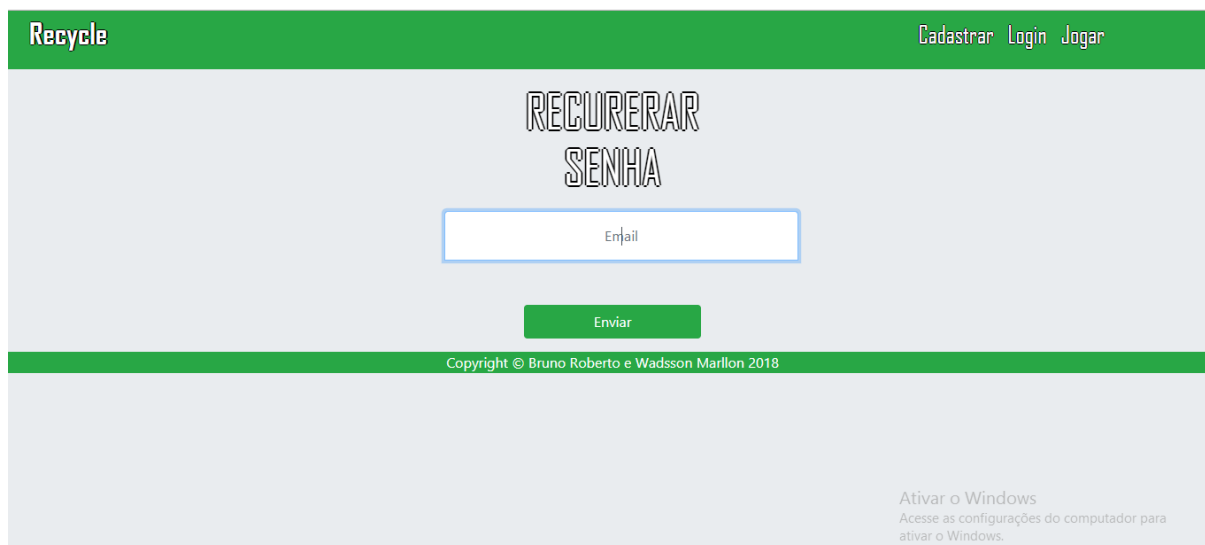 Recycle
Cadastrar Login Jogar
RECURERAR
SENHA
Email
Enviar
Copyright © Bruno Roberto e Wadsson Marllon 2018
Ativar o Windows
Acesse as configurações do computador para
ativar o Windows.